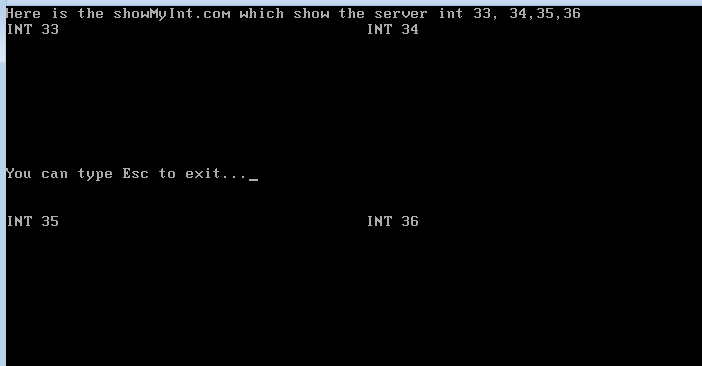 Here is the showMyInt.com which show the server int 33, 34,35,36
INT 33 INT 34
You can type Esc to exit..._
INT 35 INT 36